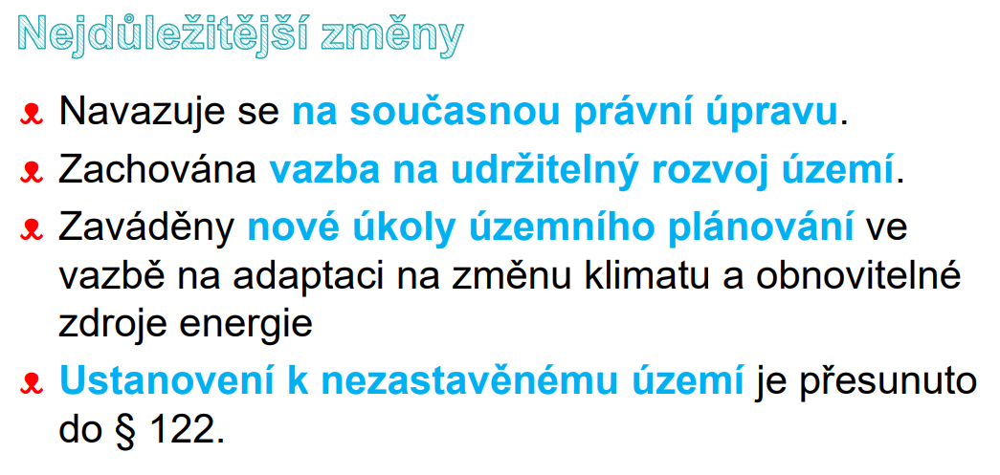 Nejdůležitější změny
Navazuje se na současnou právní úpravu.
Zachována vazba na udržitelný rozvoj území.
Zaváděny nové úkoly územního plánování ve
vazbě na adaptaci na změnu klimatu a obnovitelné
zdroje energie
Ustanovení k nezastavěnému území je přesunuto
do § 122.